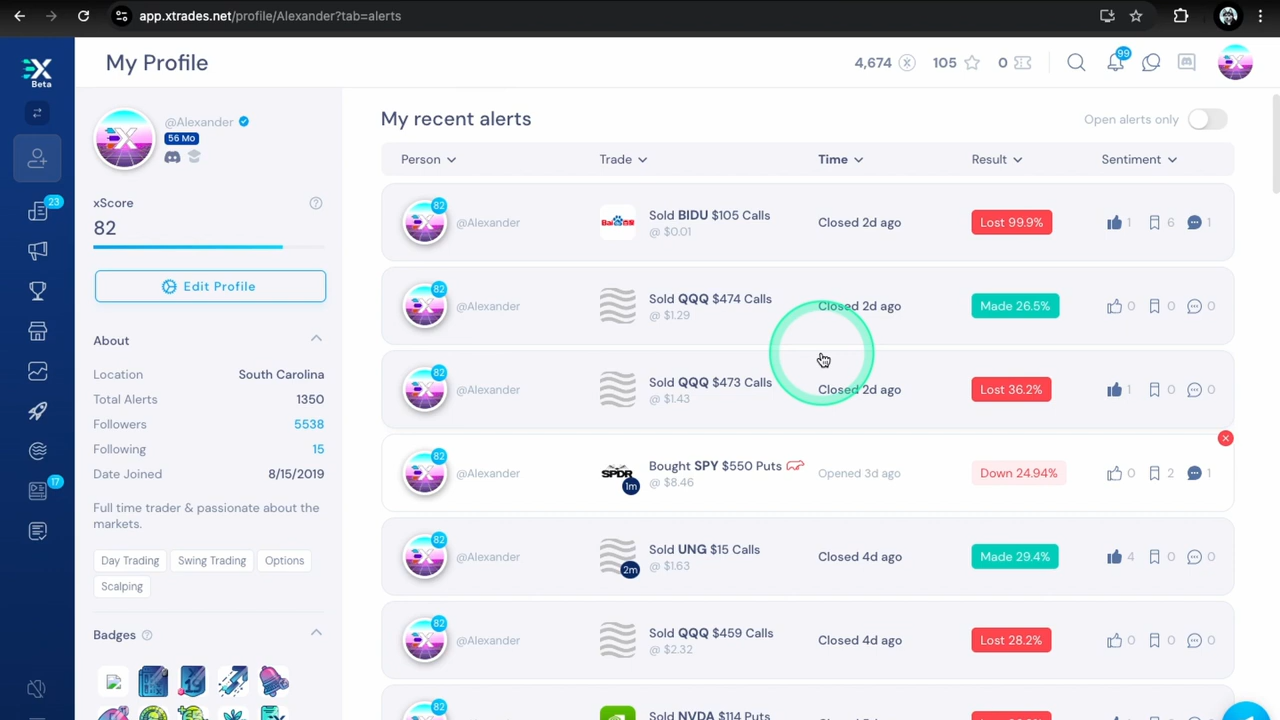 app.xtrades.net/profile/Alexander?tab=alerts
X
Beta
My Profile
4,674
105
0
99
@Alexander
56 Mo
xScore
82
Edit Profile
About
Location South Carolina
Total Alerts 1350
Followers 5538
Following 15
Date Joined 8/15/2019
Full time trader & passionate about the
markets.
Day Trading Swing Trading Options
Scalping
Badges
23
17
My recent alerts
Open alerts only
Person Trade Time Result Sentiment
82 @Alexander Bai Sold BIDU $105 Calls Closed 2d ago Lost 99.9% 1 6 1
@ $0.01
82 @Alexander Sold QQQ $474 Calls Closed 2d ago Made 26.5% 0 0 0
@ $1.29
82 @Alexander Sold QQQ $473 Calls Closed 2d ago Lost 36.2% 1 0 0
@ $1.43
82 @Alexander SPDR 1m Bought SPY $550 Puts Opened 3d ago Down 24.94% 0 2 1
@ $8.46
82 @Alexander 2m Sold UNG $15 Calls Closed 4d ago Made 29.4% 4 0 0
@ $1.63
82 @Alexander Sold QQQ $459 Calls Closed 4d ago Lost 28.2% 0 0 0
@ $2.32
82 Sold NVDA $114 Puts